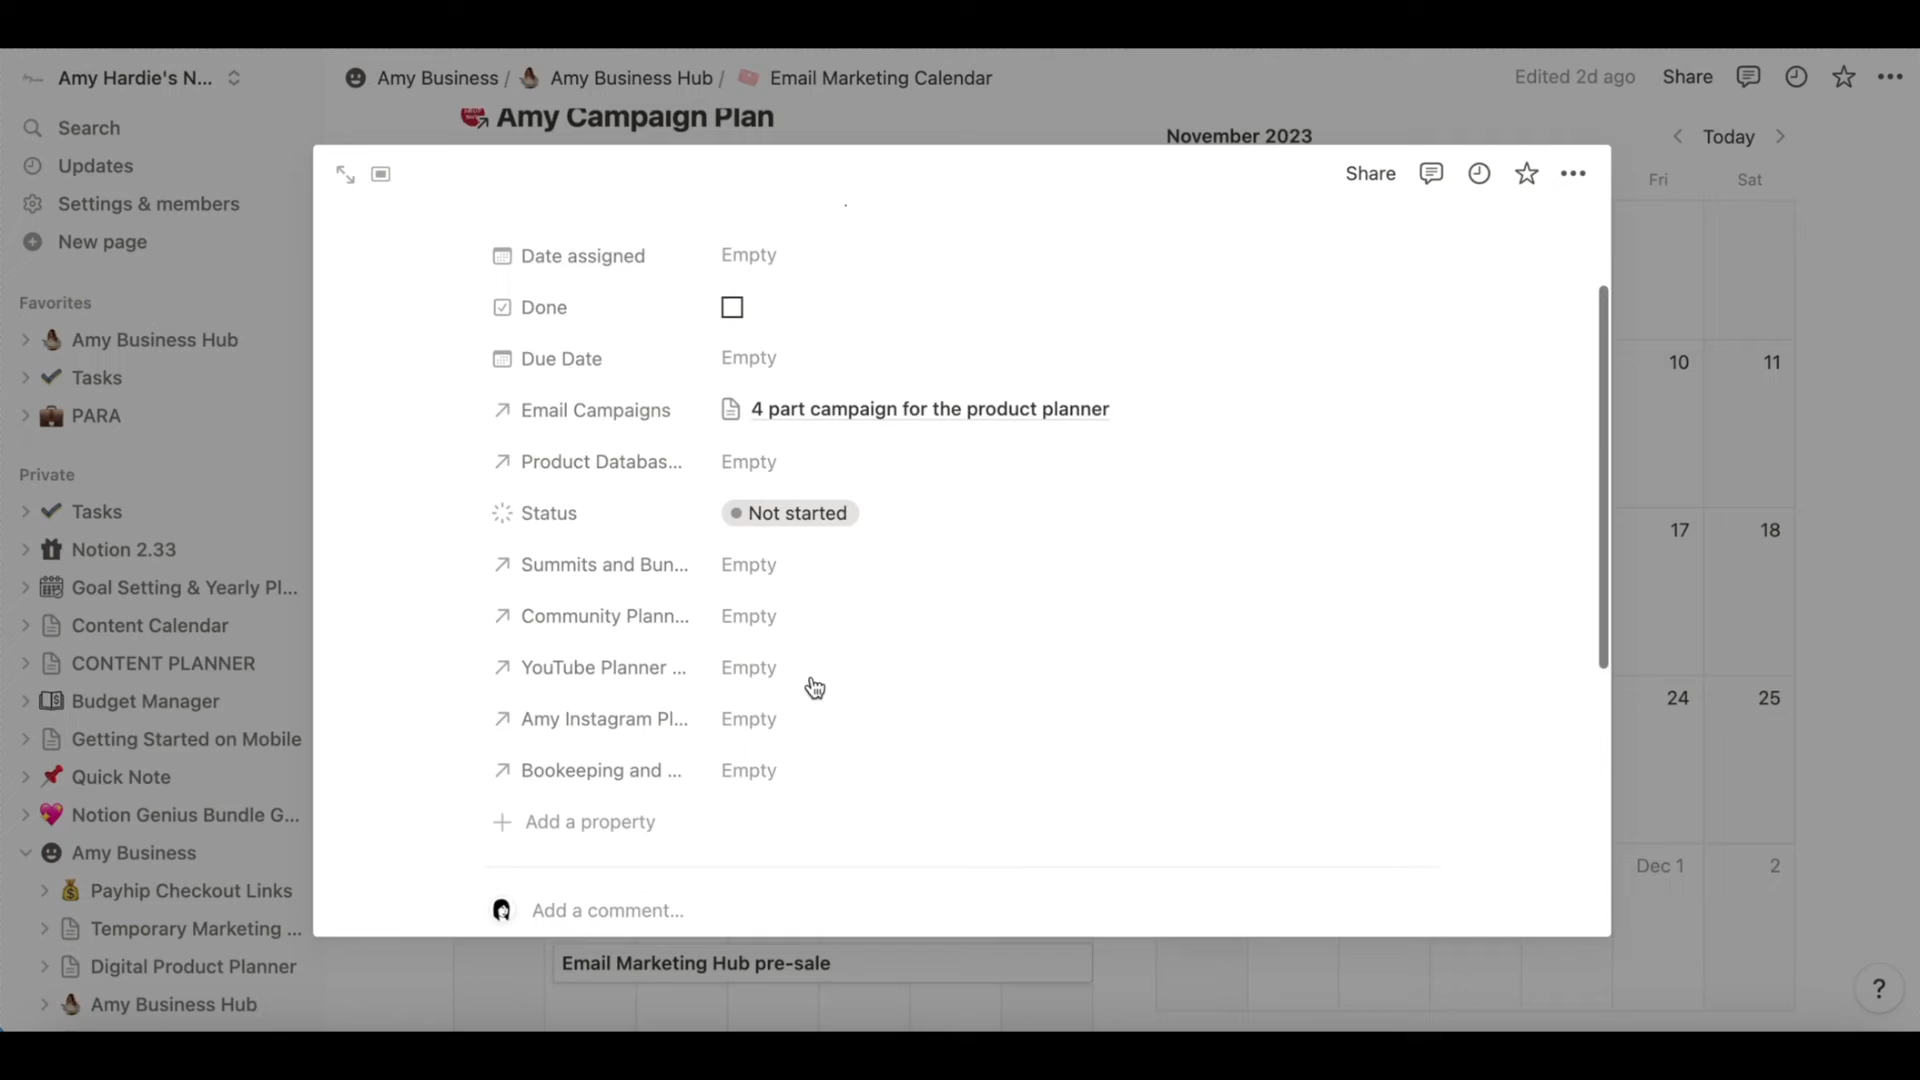 Amy Hardie's N...
Amy Business / Amy Business Hub / Email Marketing Calendar
Edited 2d ago
Share
Search
Updates
Settings & members
New page
Favorites
Amy Business Hub
Tasks
PARA
Private
Tasks
Notion 2.33
Goal Setting & Yearly Pl...
Content Calendar
CONTENT PLANNER
Budget Manager
Getting Started on Mobile
Quick Note
Notion Genius Bundle G...
Amy Business
Payhip Checkout Links
Temporary Marketing ...
Digital Product Planner
Amy Business Hub
Amy Campaign Plan
November 2023
Today
Fri Sat
10 11
17 18
24 25
Dec 1 2
Share
Date assigned Empty
Done
Due Date Empty
Email Campaigns 4 part campaign for the product planner
Product Databas... Empty
Status Not started
Summits and Bun... Empty
Community Plann... Empty
YouTube Planner ... Empty
Amy Instagram Pl... Empty
Bookeeping and ... Empty
Add a property
Add a comment...
Email Marketing Hub pre-sale
?